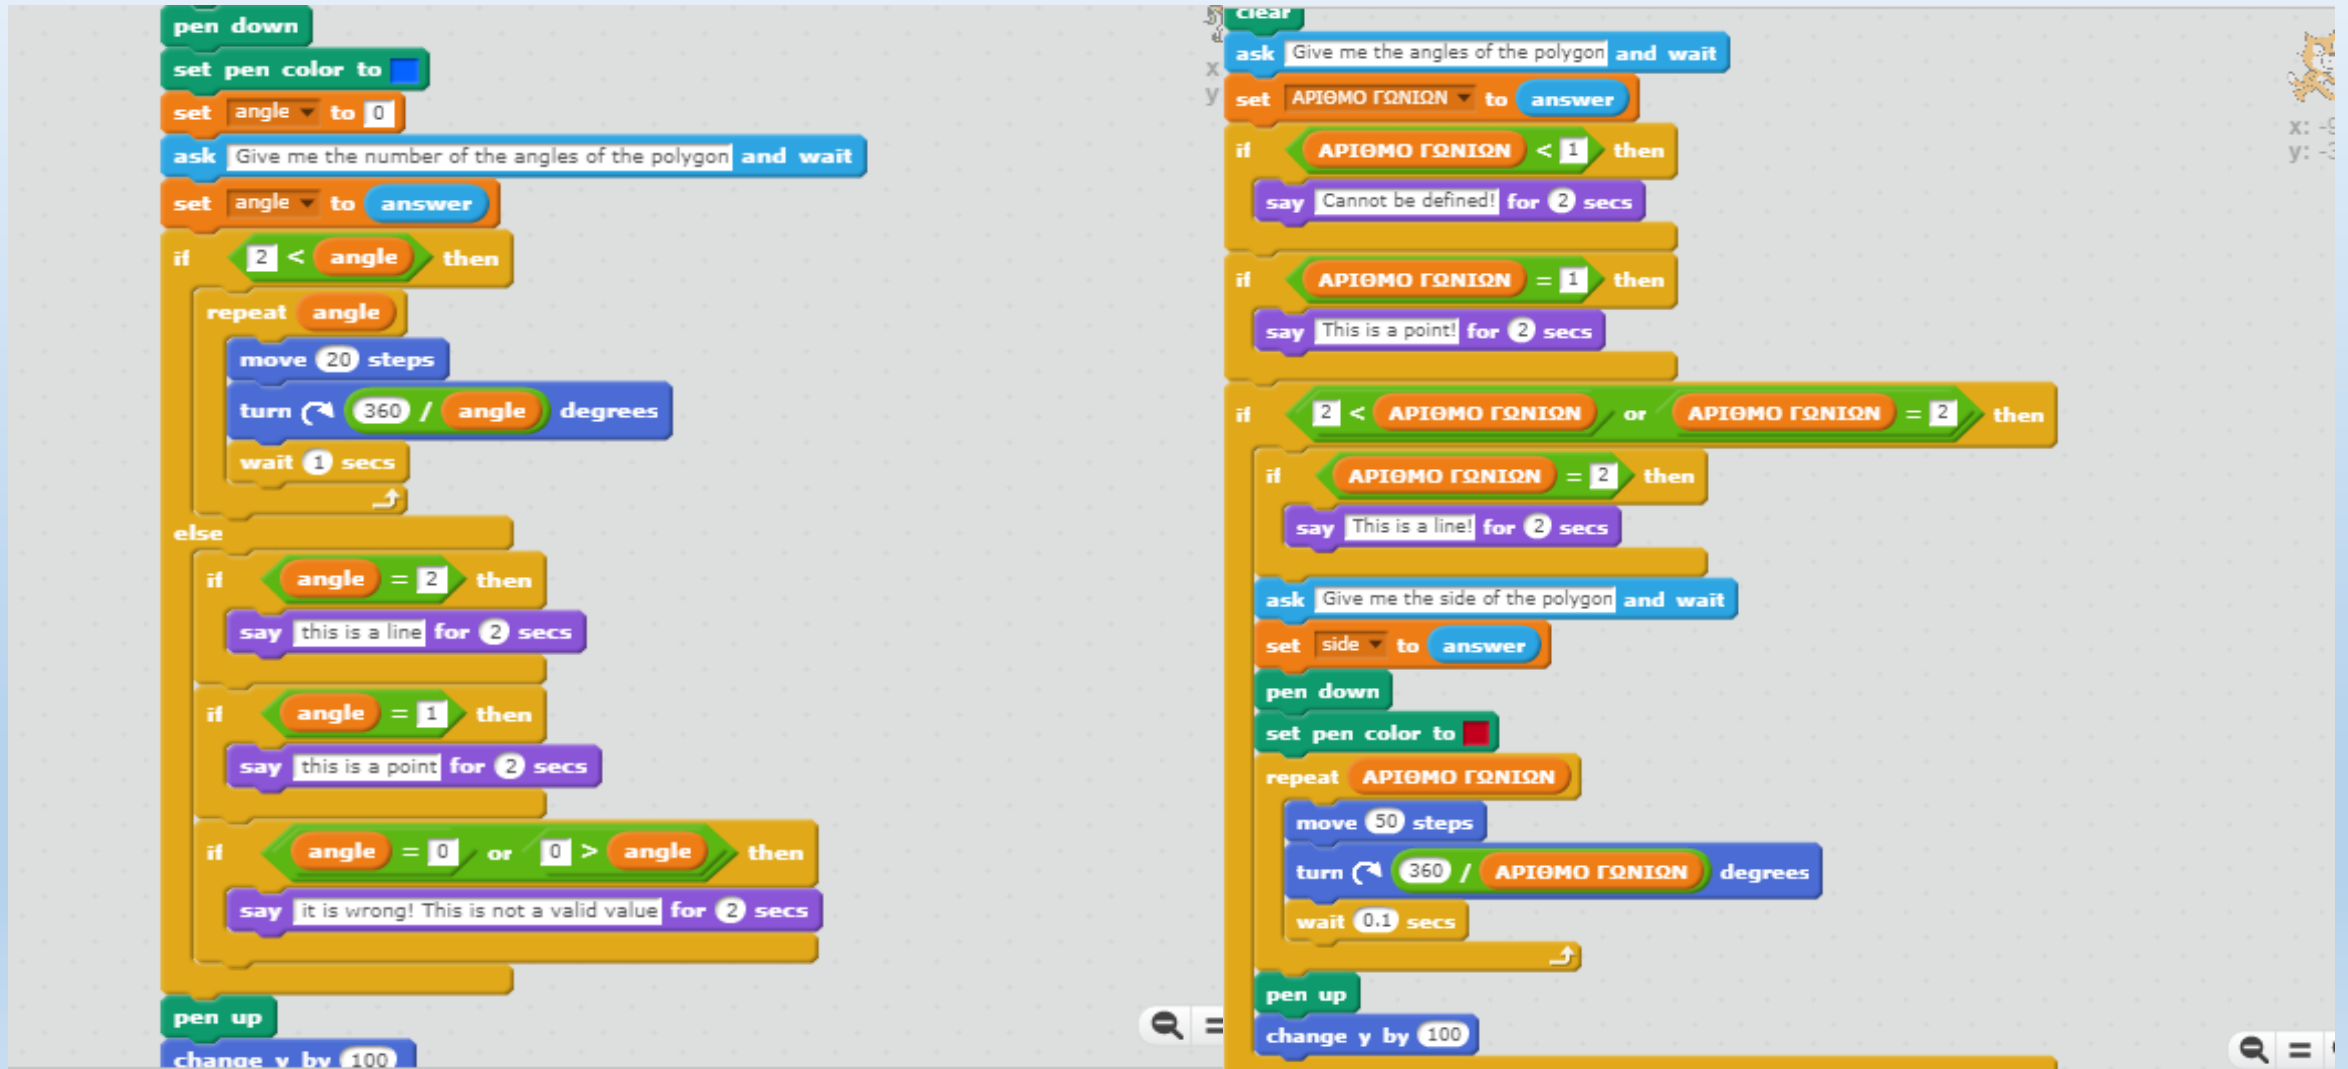 pen down
set pen color to
set angle to 0
ask Give me the number of the angles of the polygon and wait
set angle to answer
if 2 < angle then
repeat angle
move 20 steps
turn 360 / angle degrees
wait 1 secs
else
if angle = 2 then
say this is a line for 2 secs
if angle = 1 then
say this is a point for 2 secs
if angle = 0 or 0 > angle then
say it is wrong! This is not a valid value for 2 secs
pen up
change y by 100
x
y
clear
ask Give me the angles of the polygon and wait
set ΑΡΙΘΜΟ ΓΩΝΙΩΝ to answer
if ΑΡΙΘΜΟ ΓΩΝΙΩΝ < 1 then
say Cannot be defined! for 2 secs
if ΑΡΙΘΜΟ ΓΩΝΙΩΝ = 1 then
say This is a point! for 2 secs
if 2 < ΑΡΙΘΜΟ ΓΩΝΙΩΝ or ΑΡΙΘΜΟ ΓΩΝΙΩΝ = 2 then
if ΑΡΙΘΜΟ ΓΩΝΙΩΝ = 2 then
say This is a line! for 2 secs
ask Give me the side of the polygon and wait
set side to answer
pen down
set pen color to
repeat ΑΡΙΘΜΟ ΓΩΝΙΩΝ
move 50 steps
turn 360 / ΑΡΙΘΜΟ ΓΩΝΙΩΝ degrees
wait 0.1 secs
pen up
change y by 100
x:
y: